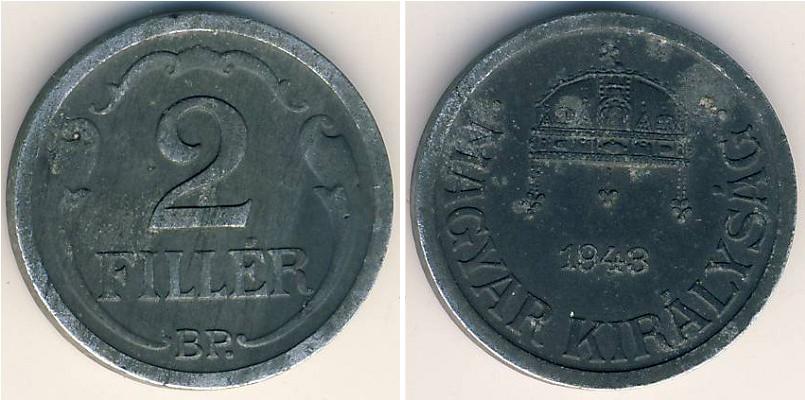 2
FILLÉR
BP.
MAGYAR KIRÁLYSÁG
1943